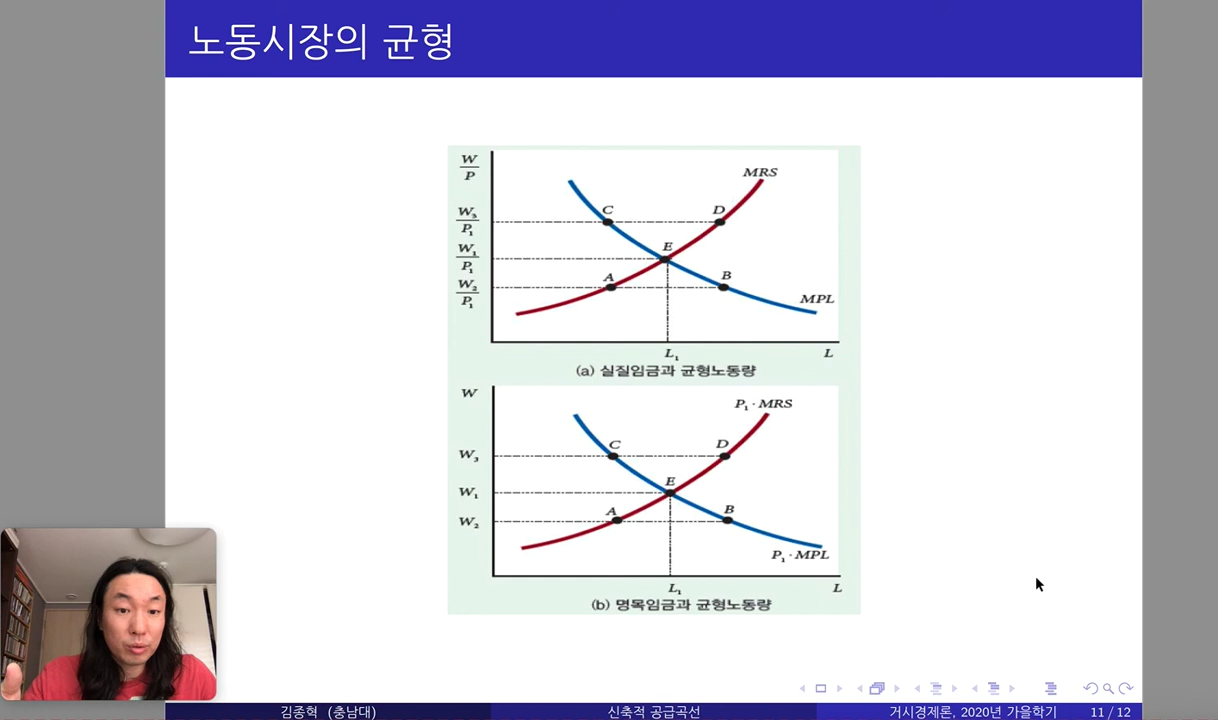 노동시장의 균형
W
P
MRS
W₃
P₁
C
D
W₁
P₁
E
W₂
P₁
A
B
MPL
L₁
L
(a) 실질임금과 균형노동량
W
P₁ · MRS
C
D
W₃
E
W₁
A
B
W₂
P₁ · MPL
L₁
L
(b) 명목임금과 균형노동량
김종혁 (충남대)
신축적 공급곡선
거시경제론, 2020년 가을학기
11 / 12